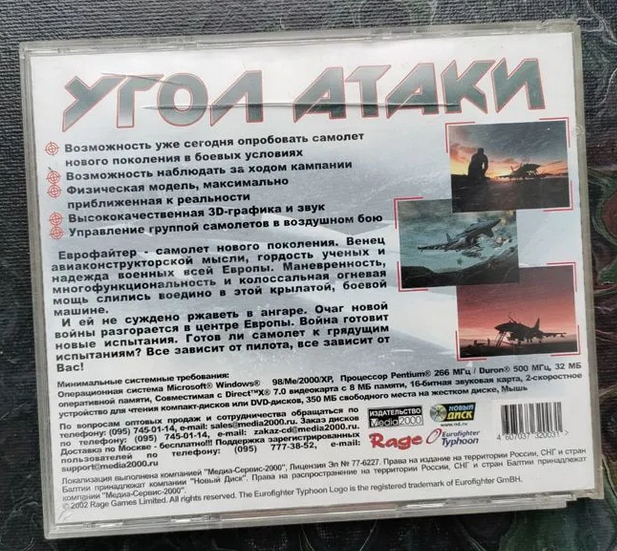 УГОЛ АТАКИ
Возможность уже сегодня опробовать самолет
нового поколения в боевых условиях
Возможность наблюдать за ходом кампании
Физическая модель, максимально
приближенная к реальности
Высококачественная 3D-графика и звук
Управление группой самолетов в воздушном бою
Еврофайтер - самолет нового поколения. Венец
авиаконструкторской мысли, гордость ученых и
надежда военных всей Европы. Маневренность,
многофункциональность и колоссальная огневая
мощь слились воедино в этой крылатой, боевой
машине.
И ей не суждено ржаветь в ангаре. Очаг новой
войны разгорается в центре Европы. Война готовит
новые испытания. Готов ли самолет к грядущим
испытаниям? Все зависит от пилота, все зависит от
Вас!
Минимальные системные требования:
Операционная система Microsoft® Windows® 98/Me/2000/XP, Процессор Pentium® 266 МГц / Duron® 500 МГц, 32 МБ
оперативной памяти, Совместимая с DirectX® 7.0 видеокарта с 8 МБ памяти, 16-битная звуковая карта, 2-скоростное
устройство для чтения компакт-дисков или DVD-дисков, 350 МБ свободного места на жестком диске, Мышь
По вопросам оптовых продаж и сотрудничества обращаться по
по телефону: (095) 745-01-14, e-mail: sales@media2000.ru. Заказ дисков
по телефону: (095) 745-01-14, e-mail: zakaz-cd@media2000.ru.
Доставка по Москве - бесплатно!! Поддержка зарегистрированных
пользователей по телефону: (095) 777-38-52, e-mail:
support@media2000.ru
ИЗДАТЕЛЬСТВО
Media2000
НОВЫЙ
ДИСК
www.nd.ru
Rage
Eurofighter
Typhoon
4 607037 320031
Локализация выполнена компанией "Медиа-Сервис-2000", Лицензия Эл № 77-6227. Права на издание на территории России, СНГ и стран
Балтии принадлежат компании "Новый Диск". Права на распространение на территории России, СНГ и стран Балтии принадлежат
компании "Медиа-Сервис-2000".
©2002 Rage Games Limited. All rights reserved. The Eurofighter Typhoon Logo is the registered trademark of Eurofighter GmBH.